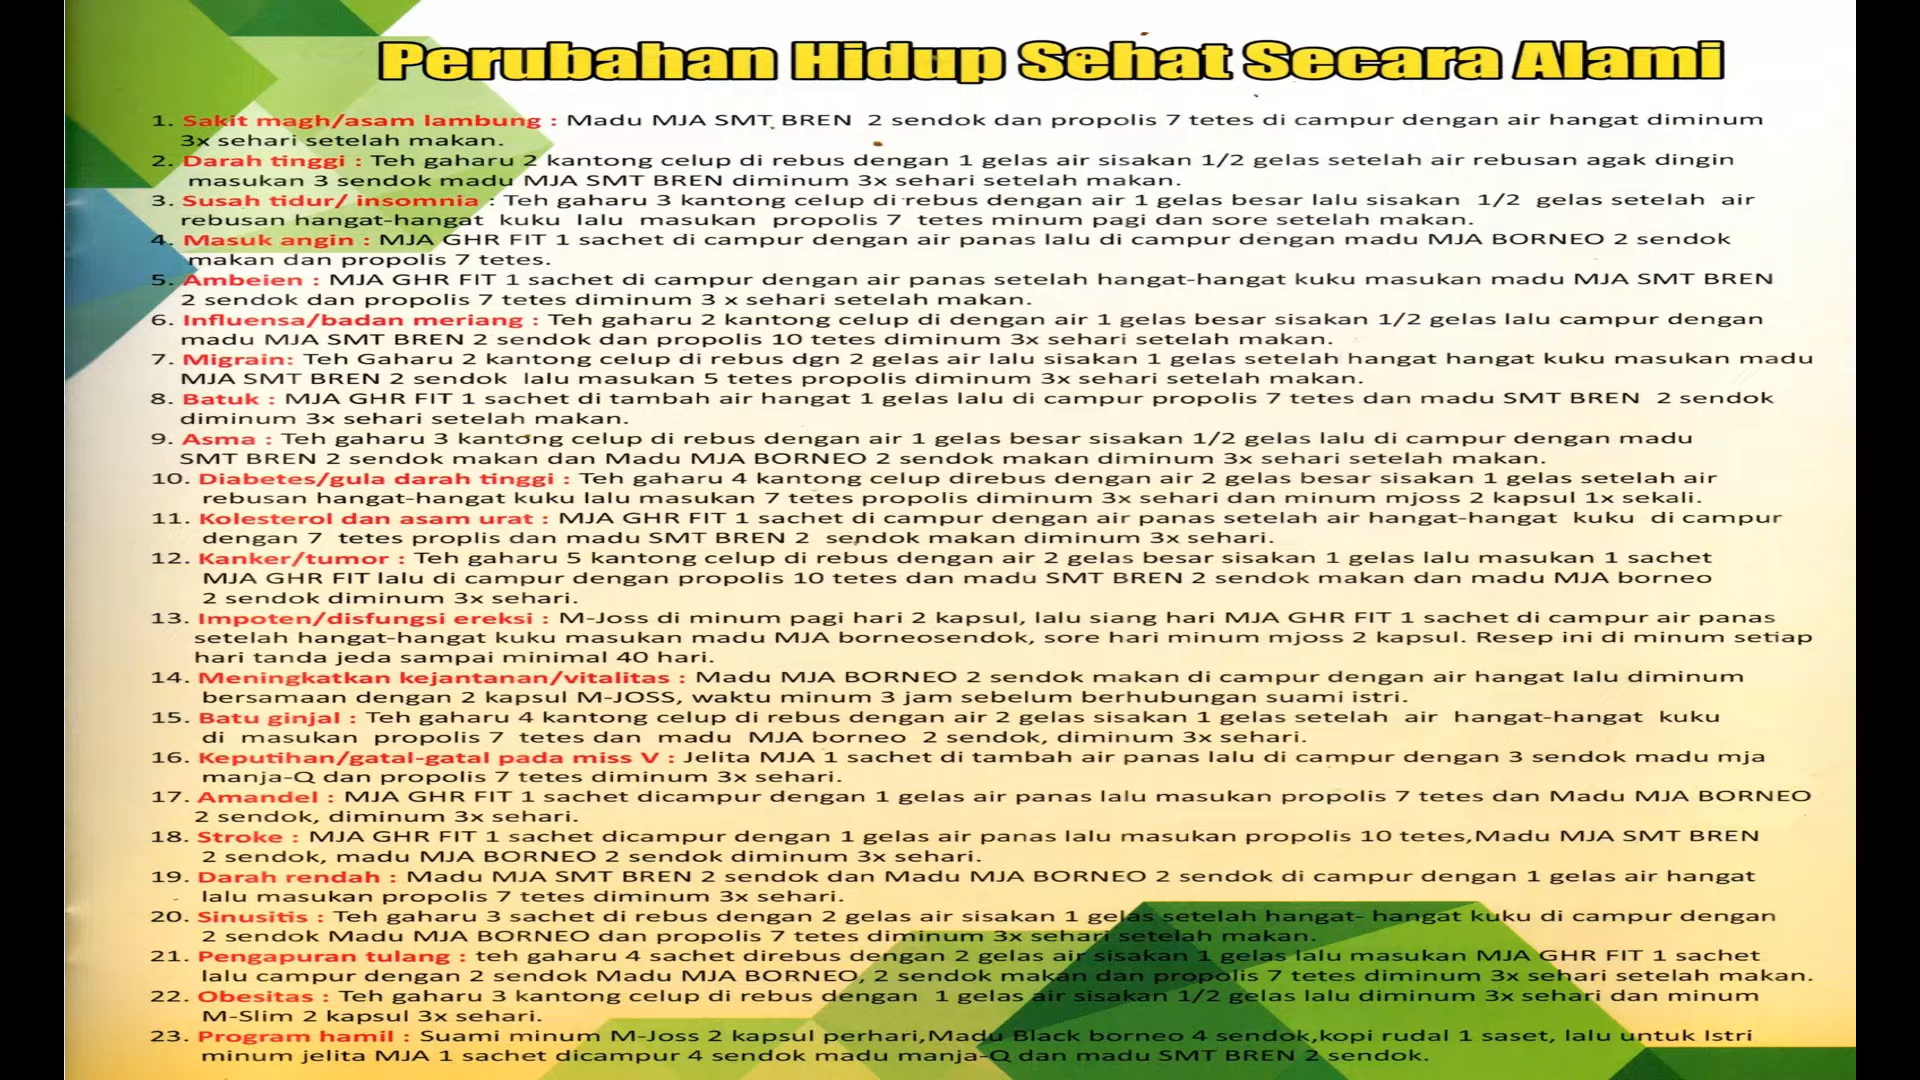 Perubahan Hidup Sehat Secara Alami
1. Sakit magh/asam lambung : Madu MJA SMT BREN 2 sendok dan propolis 7 tetes di campur dengan air hangat diminum
3x sehari setelah makan.
2. Darah tinggi : Teh gaharu 2 kantong celup di rebus dengan 1 gelas air sisakan 1/2 gelas setelah air rebusan agak dingin
masukan 3 sendok madu MJA SMT BREN diminum 3x sehari setelah makan.
3. Susah tidur/ insomnia : Teh gaharu 3 kantong celup di rebus dengan air 1 gelas besar lalu sisakan 1/2 gelas setelah air
rebusan hangat-hangat kuku lalu masukan propolis 7 tetes minum pagi dan sore setelah makan.
4. Masuk angin : MJA GHR FIT 1 sachet di campur dengan air panas lalu di campur dengan madu MJA BORNEO 2 sendok
makan dan propolis 7 tetes.
5. Ambeien : MJA GHR FIT 1 sachet di campur dengan air panas setelah hangat-hangat kuku masukan madu MJA SMT BREN
2 sendok dan propolis 7 tetes diminum 3 x sehari setelah makan.
6. Influensa/badan meriang : Teh gaharu 2 kantong celup di dengan air 1 gelas besar sisakan 1/2 gelas lalu campur dengan
madu MJA SMT BREN 2 sendok dan propolis 10 tetes diminum 3x sehari setelah makan.
7. Migrain: Teh Gaharu 2 kantong celup di rebus dgn 2 gelas air lalu sisakan 1 gelas setelah hangat hangat kuku masukan madu
MJA SMT BREN 2 sendok lalu masukan 5 tetes propolis diminum 3x sehari setelah makan.
8. Batuk : MJA GHR FIT 1 sachet di tambah air hangat 1 gelas lalu di campur propolis 7 tetes dan madu SMT BREN 2 sendok
diminum 3x sehari setelah makan.
9. Asma : Teh gaharu 3 kantong celup di rebus dengan air 1 gelas besar sisakan 1/2 gelas lalu di campur dengan madu
SMT BREN 2 sendok makan dan Madu MJA BORNEO 2 sendok makan diminum 3x sehari setelah makan.
10. Diabetes/gula darah tinggi : Teh gaharu 4 kantong celup direbus dengan air 2 gelas besar sisakan 1 gelas setelah air
rebusan hangat-hangat kuku lalu masukan 7 tetes propolis diminum 3x sehari dan minum mjoss 2 kapsul 1x sekali.
11. Kolesterol dan asam urat : MJA GHR FIT 1 sachet di campur dengan air panas setelah air hangat-hangat kuku di campur
dengan 7 tetes proplis dan madu SMT BREN 2 sendok makan diminum 3x sehari.
12. Kanker/tumor : Teh gaharu 5 kantong celup di rebus dengan air 2 gelas besar sisakan 1 gelas lalu masukan 1 sachet
MJA GHR FIT lalu di campur dengan propolis 10 tetes dan madu SMT BREN 2 sendok makan dan madu MJA borneo
2 sendok diminum 3x sehari.
13. Impoten/disfungsi ereksi : M-Joss di minum pagi hari 2 kapsul, lalu siang hari MJA GHR FIT 1 sachet di campur air panas
setelah hangat-hangat kuku masukan madu MJA borneosendok, sore hari minum mjoss 2 kapsul. Resep ini di minum setiap
hari tanda jeda sampai minimal 40 hari.
14. Meningkatkan kejantanan/vitalitas : Madu MJA BORNEO 2 sendok makan di campur dengan air hangat lalu diminum
bersamaan dengan 2 kapsul M-JOSS, waktu minum 3 jam sebelum berhubungan suami istri.
15. Batu ginjal : Teh gaharu 4 kantong celup di rebus dengan air 2 gelas sisakan 1 gelas setelah air hangat-hangat kuku
di masukan propolis 7 tetes dan madu MJA borneo 2 sendok, diminum 3x sehari.
16. Keputihan/gatal-gatal pada miss V : Jelita MJA 1 sachet di tambah air panas lalu di campur dengan 3 sendok madu mja
manja-Q dan propolis 7 tetes diminum 3x sehari.
17. Amandel : MJA GHR FIT 1 sachet dicampur dengan 1 gelas air panas lalu masukan propolis 7 tetes dan Madu MJA BORNEO
2 sendok, diminum 3x sehari.
18. Stroke : MJA GHR FIT 1 sachet dicampur dengan 1 gelas air panas lalu masukan propolis 10 tetes,Madu MJA SMT BREN
2 sendok, madu MJA BORNEO 2 sendok diminum 3x sehari.
19. Darah rendah : Madu MJA SMT BREN 2 sendok dan Madu MJA BORNEO 2 sendok di campur dengan 1 gelas air hangat
lalu masukan propolis 7 tetes diminum 3x sehari.
20. Sinusitis : Teh gaharu 3 sachet di rebus dengan 2 gelas air sisakan 1 gelas setelah hangat- hangat kuku di campur dengan
2 sendok Madu MJA BORNEO dan propolis 7 tetes diminum 3x sehari setelah makan.
21. Pengapuran tulang : teh gaharu 4 sachet direbus dengan 2 gelas air sisakan 1 gelas lalu masukan MJA GHR FIT 1 sachet
lalu campur dengan 2 sendok Madu MJA BORNEO, 2 sendok makan dan propolis 7 tetes diminum 3x sehari setelah makan.
22. Obesitas : Teh gaharu 3 kantong celup di rebus dengan 1 gelas air sisakan 1/2 gelas lalu diminum 3x sehari dan minum
M-Slim 2 kapsul 3x sehari.
23. Program hamil : Suami minum M-Joss 2 kapsul perhari,Madu Black borneo 4 sendok,kopi rudal 1 saset, lalu untuk Istri
minum jelita MJA 1 sachet dicampur 4 sendok madu manja-Q dan madu SMT BREN 2 sendok.